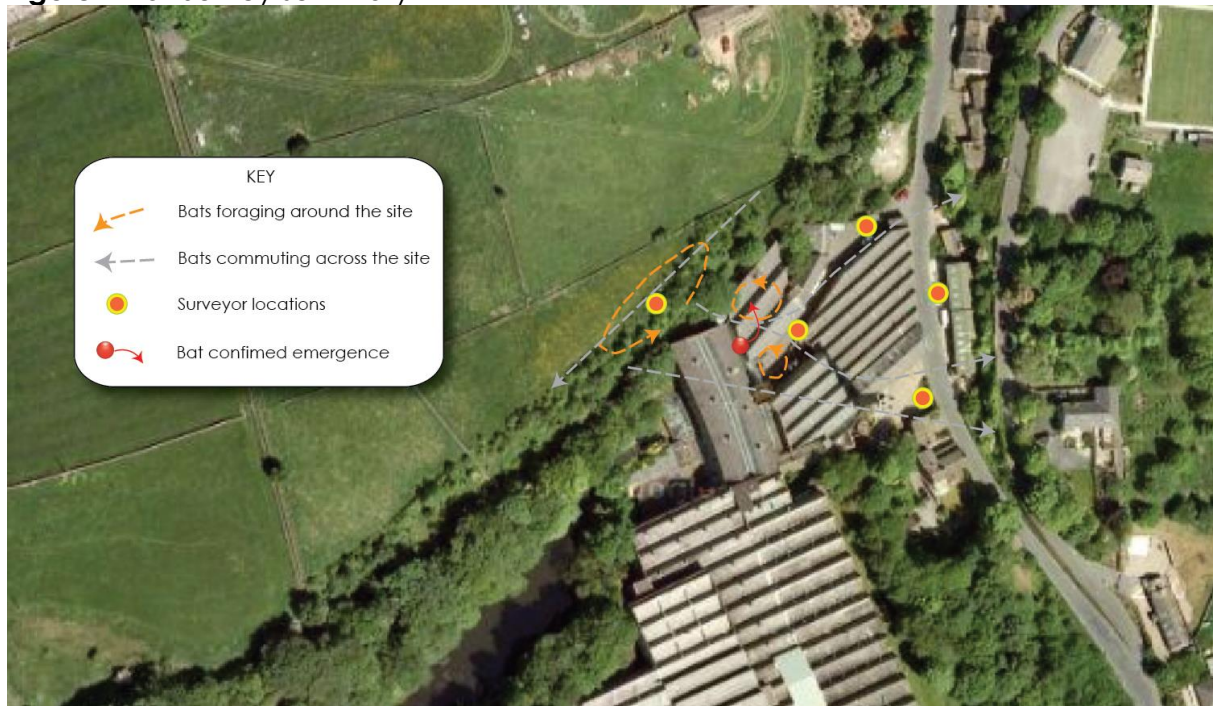 KEY
Bats foraging around the site
Bats commuting across the site
Surveyor locations
Bat confimed emergence